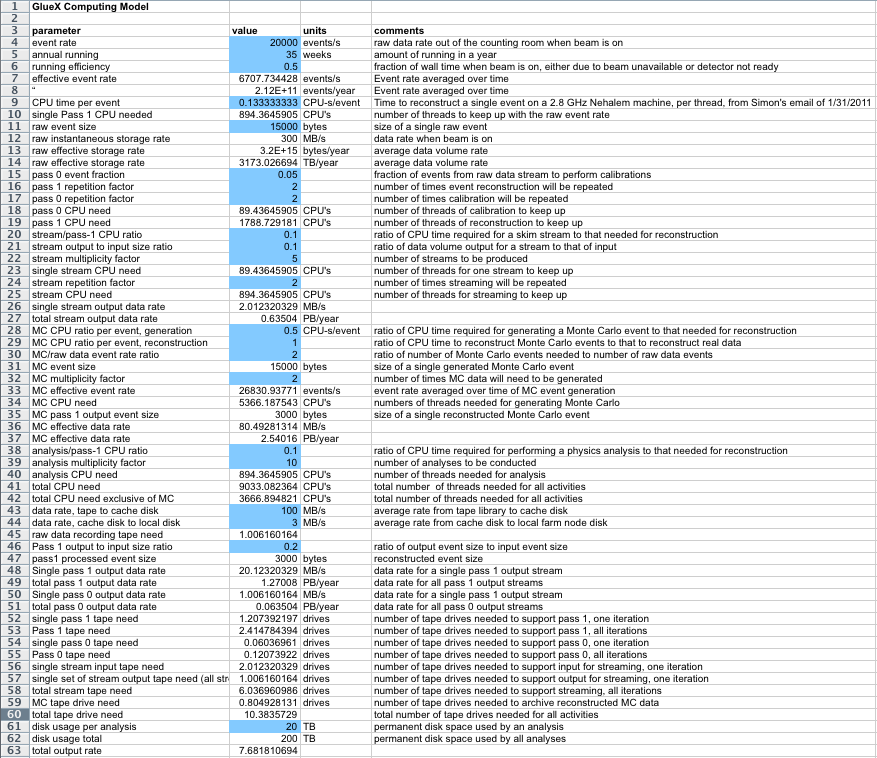 1 GlueX Computing Model
2
3 parameter value units comments
4 event rate 20000 events/s raw data rate out of the counting room when beam is on
5 annual running 35 weeks amount of running in a year
6 running efficiency 0.5 fraction of wall time when beam is on, either due to beam unavailable or detector not ready
7 effective event rate 6707.734428 events/s Event rate averaged over time
8 " 2.12E+11 events/year Event rate averaged over time
9 CPU time per event 0.133333333 CPU-s/event Time to reconstruct a single event on a 2.8 GHz Nehalem machine, per thread, from Simon's email of 1/31/2011
10 single Pass 1 CPU needed 894.3645905 CPU's number of threads to keep up with the raw event rate
11 raw event size 15000 bytes size of a single raw event
12 raw instantaneous storage rate 300 MB/s data rate when beam is on
13 raw effective storage rate 3.2E+15 bytes/year average data volume rate
14 raw effective storage rate 3173.026694 TB/year average data volume rate
15 pass 0 event fraction 0.05 fraction of events from raw data stream to perform calibrations
16 pass 1 repetition factor 2 number of times event reconstruction will be repeated
17 pass 0 repetition factor 2 number of times calibration will be repeated
18 pass 0 CPU need 89.43645905 CPU's number of threads of calibration to keep up
19 pass 1 CPU need 1788.729181 CPU's number of threads of reconstruction to keep up
20 stream/pass-1 CPU ratio 0.1 ratio of CPU time required for a skim stream to that needed for reconstruction
21 stream output to input size ratio 0.1 ratio of data volume output for a stream to that of input
22 stream multiplicity factor 5 number of streams to be produced
23 single stream CPU need 89.43645905 CPU's number of threads for one stream to keep up
24 stream repetition factor 2 number of times streaming will be repeated
25 stream CPU need 894.3645905 CPU's number of threads for streaming to keep up
26 single stream output data rate 2.012320329 MB/s
27 total stream output data rate 0.63504 PB/year
28 MC CPU ratio per event, generation 0.5 CPU-s/event ratio of CPU time required for generating a Monte Carlo event to that needed for reconstruction
29 MC CPU ratio per event, reconstruction 1 ratio of CPU time to reconstruct Monte Carlo events to that to reconstruct real data
30 MC/raw data event rate ratio 2 ratio of number of Monte Carlo events needed to number of raw data events
31 MC event size 15000 bytes size of a single generated Monte Carlo event
32 MC multiplicity factor 2 number of times MC data will need to be generated
33 MC effective event rate 26830.93771 events/s event rate averaged over time of MC event generation
34 MC CPU need 5366.187543 CPU's numbers of threads needed for generating Monte Carlo
35 MC pass 1 output event size 3000 bytes size of a single reconstructed Monte Carlo event
36 MC effective data rate 80.49281314 MB/s
37 MC effective data rate 2.54016 PB/year
38 analysis/pass-1 CPU ratio 0.1 ratio of CPU time required for performing a physics analysis to that needed for reconstruction
39 analysis multiplicity factor 10 number of analyses to be conducted
40 analysis CPU need 894.3645905 CPU's number of threads needed for analysis
41 total CPU need 9033.082364 CPU's total number of threads needed for all activities
42 total CPU need exclusive of MC 3666.894821 CPU's total number of threads needed for all activities
43 data rate, tape to cache disk 100 MB/s average rate from tape library to cache disk
44 data rate, cache disk to local disk 3 MB/s average rate from cache disk to local farm node disk
45 raw data recording tape need 1.006160164
46 Pass 1 output to input size ratio 0.2 ratio of output event size to input event size
47 pass1 processed event size 3000 bytes reconstructed event size
48 Single pass 1 output data rate 20.12320329 MB/s data rate for a single pass 1 output stream
49 total pass 1 output data rate 1.27008 PB/year data rate for all pass 1 output streams
50 Single pass 0 output data rate 1.006160164 MB/s data rate for a single pass 1 output stream
51 total pass 0 output data rate 0.063504 PB/year data rate for all pass 0 output streams
52 single pass 1 tape need 1.207392197 drives number of tape drives needed to support pass 1, one iteration
53 Pass 1 tape need 2.414784394 drives number of tape drives needed to support pass 1, all iterations
54 single pass 0 tape need 0.06036961 drives number of tape drives needed to support pass 0, one iteration
55 Pass 0 tape need 0.12073922 drives number of tape drives needed to support pass 0, all iterations
56 single stream input tape need 2.012320329 drives number of tape drives needed to support input for streaming, one iteration
57 single set of stream output tape need (all str 1.006160164 drives number of tape drives needed to support output for streaming, one iteration
58 total stream tape need 6.036960986 drives number of tape drives needed to support streaming, all iterations
59 MC tape drive need 0.804928131 drives number of tape drives needed to archive reconstructed MC data
60 total tape drive need 10.3835729 total number of tape drives needed for all activities
61 disk usage per analysis 20 TB permanent disk space used by an analysis
62 disk usage total 200 TB permanent disk space used by all analyses
63 total output rate 7.681810694